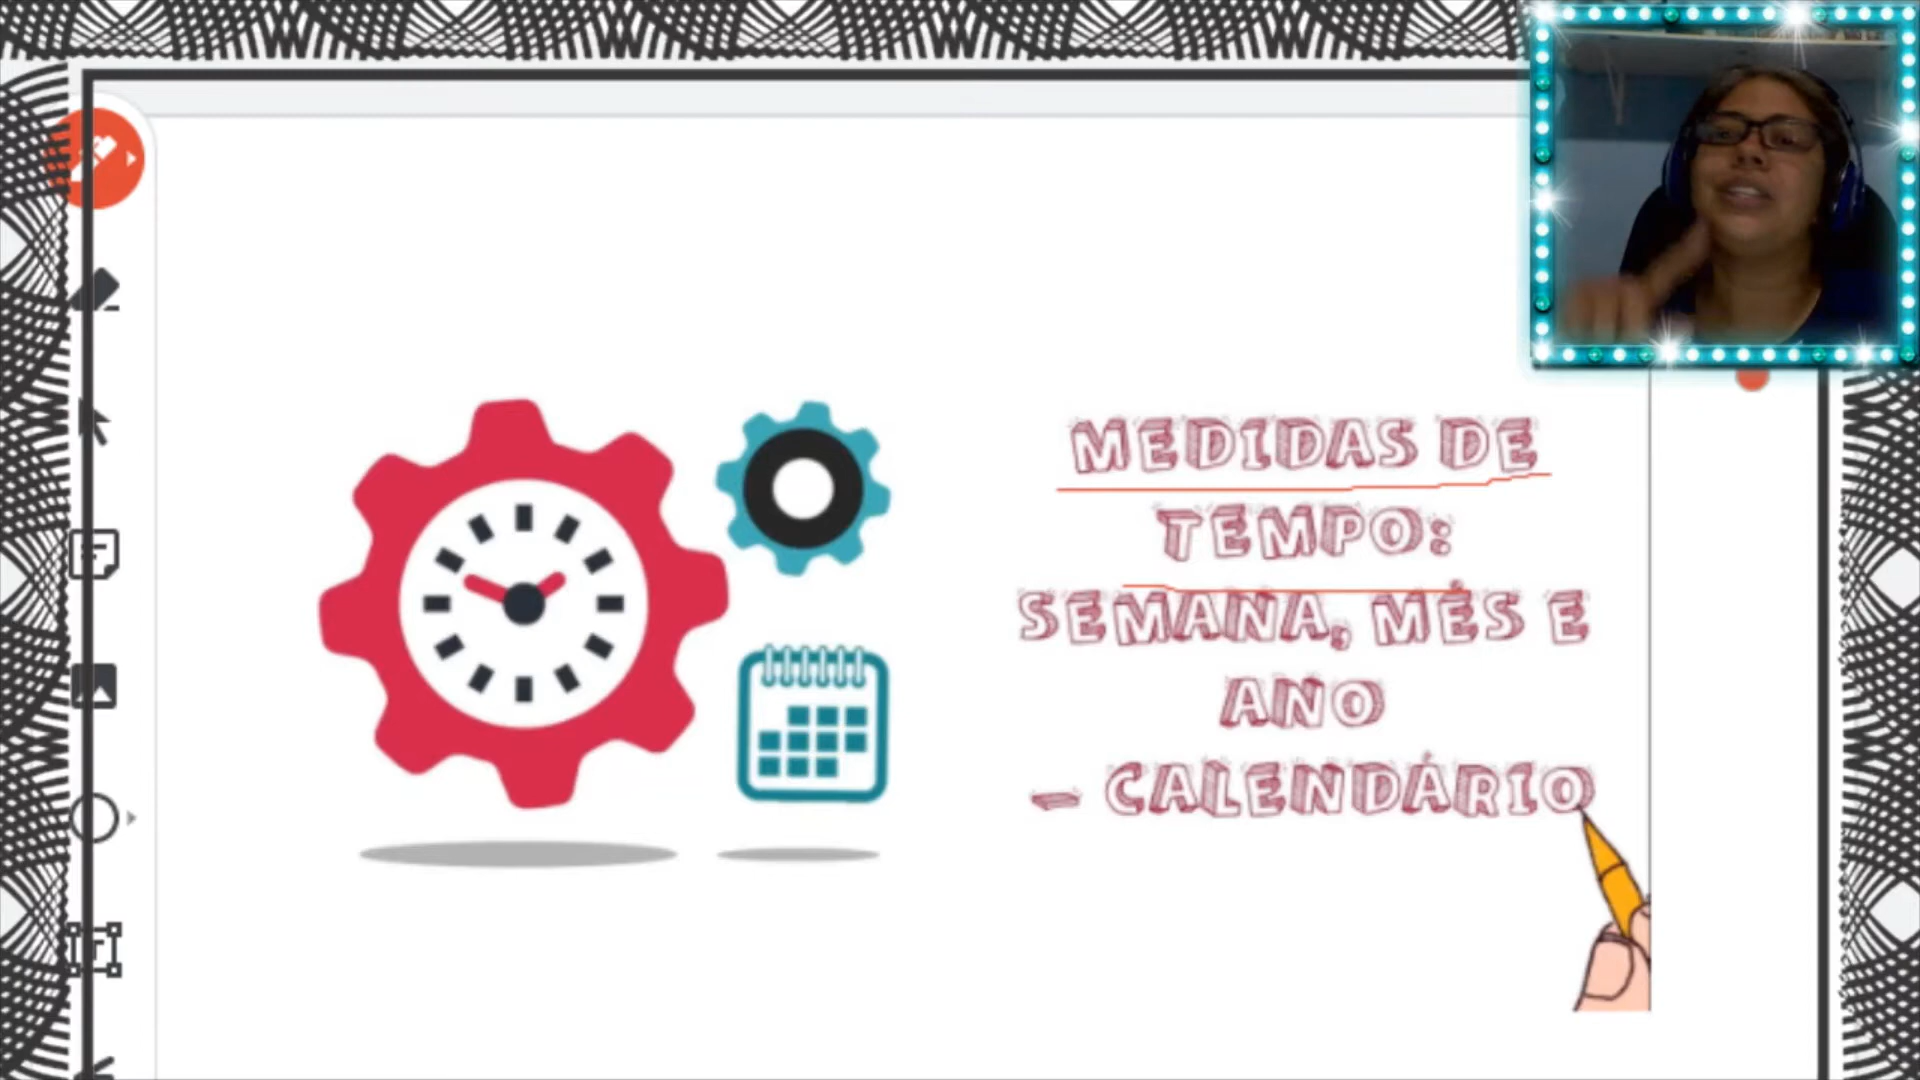 MEDIDAS DE
TEMPO:
SEMANA, MÊS E
ANO
- CALENDÁRIO